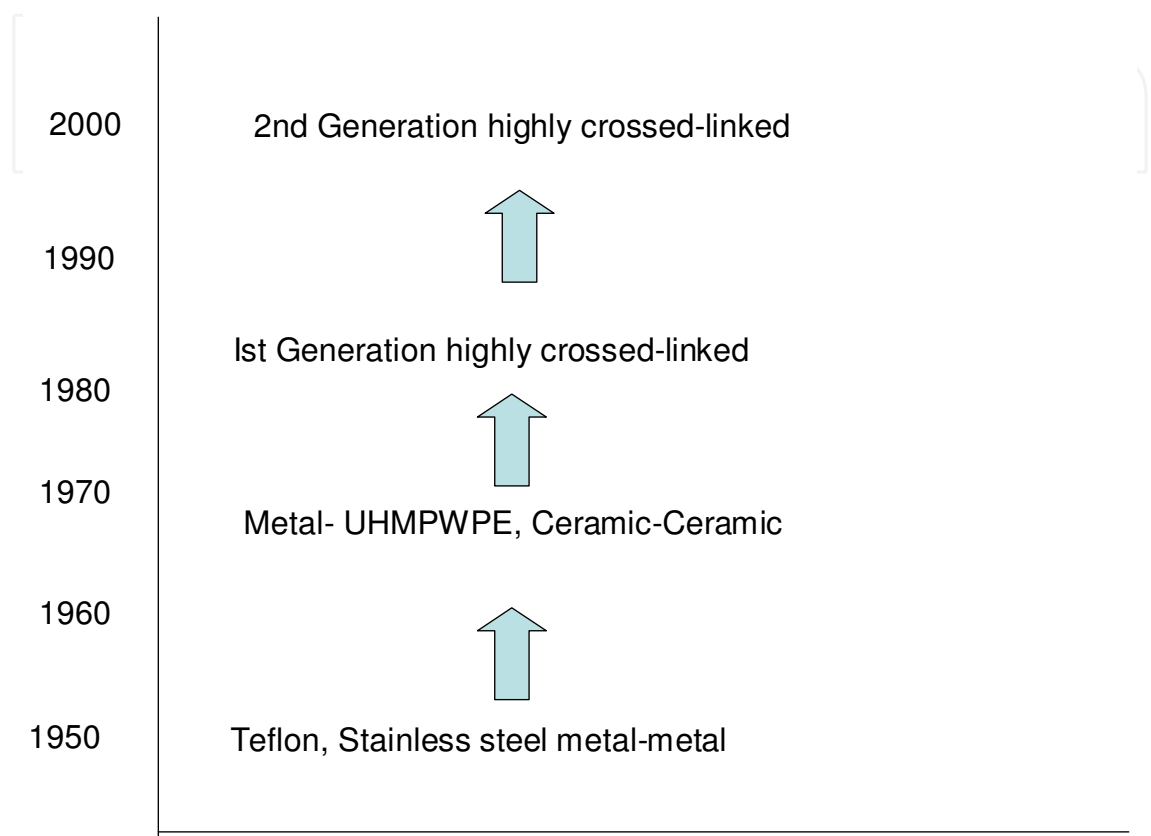 2000 2nd Generation highly crossed-linked
1990
Ist Generation highly crossed-linked
1980
1970
Metal- UHMPWPE, Ceramic-Ceramic
1960
1950 Teflon, Stainless steel metal-metal